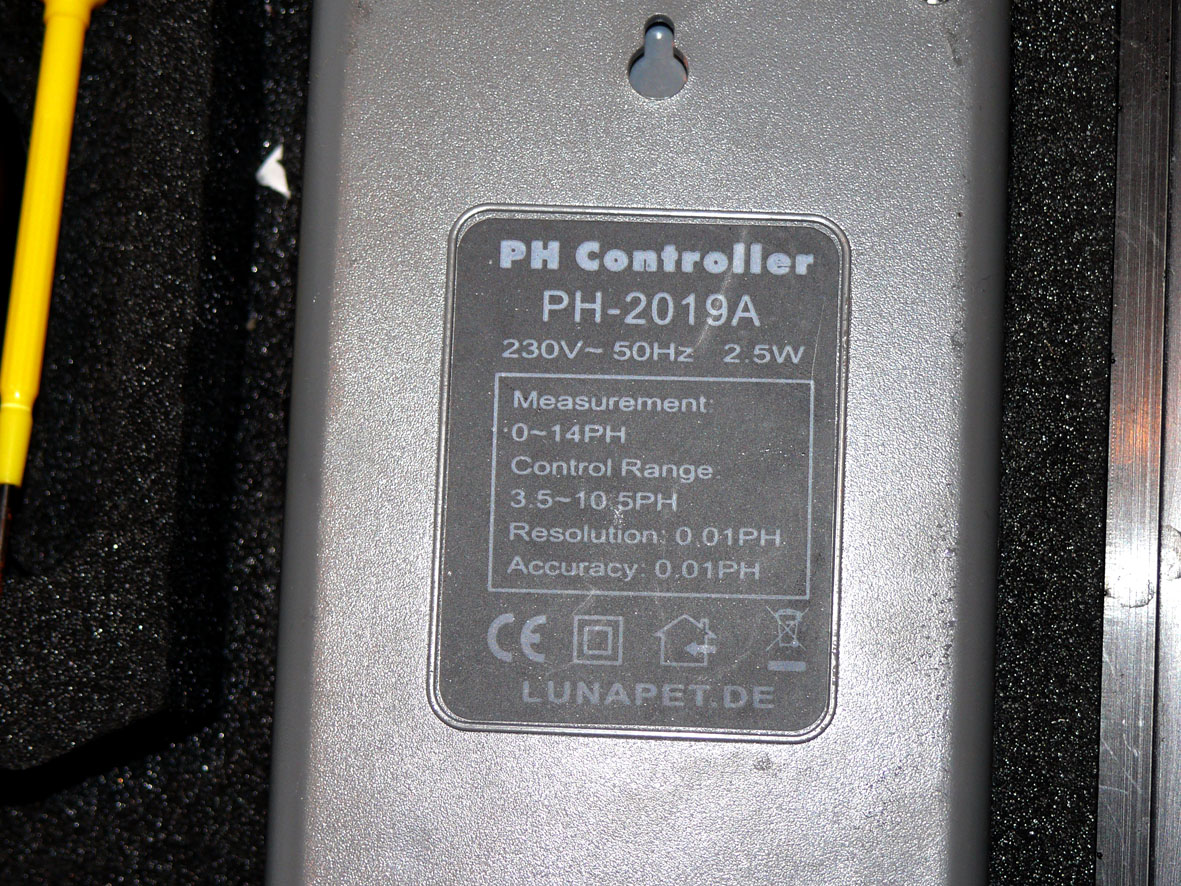 PH Controller
PH-2019A
230V~ 50Hz 2.5W
Measurement:
0~14PH
Control Range:
3.5~10.5PH
Resolution: 0.01PH
Accuracy: 0.01PH
CE
LUNAPET.DE